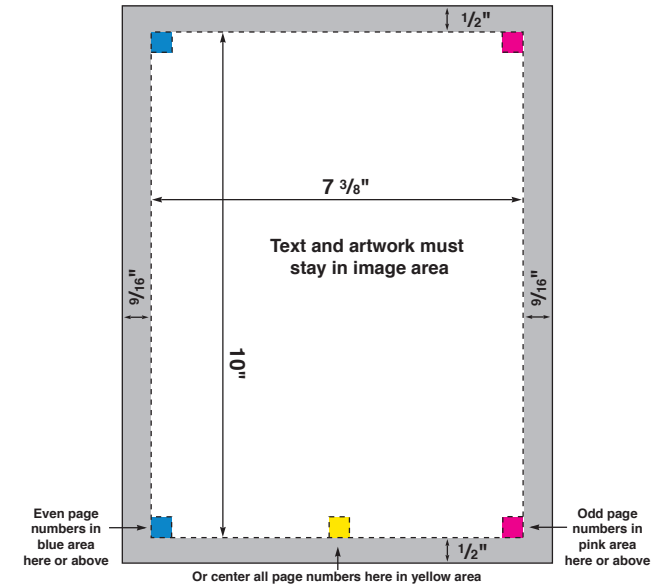 1/2"
7 3/8"
Text and artwork must
stay in image area
9/16"
9/16"
10"
Even page
numbers in
blue area
here or above
Odd page
numbers in
pink area
here or above
1/2"
Or center all page numbers here in yellow area